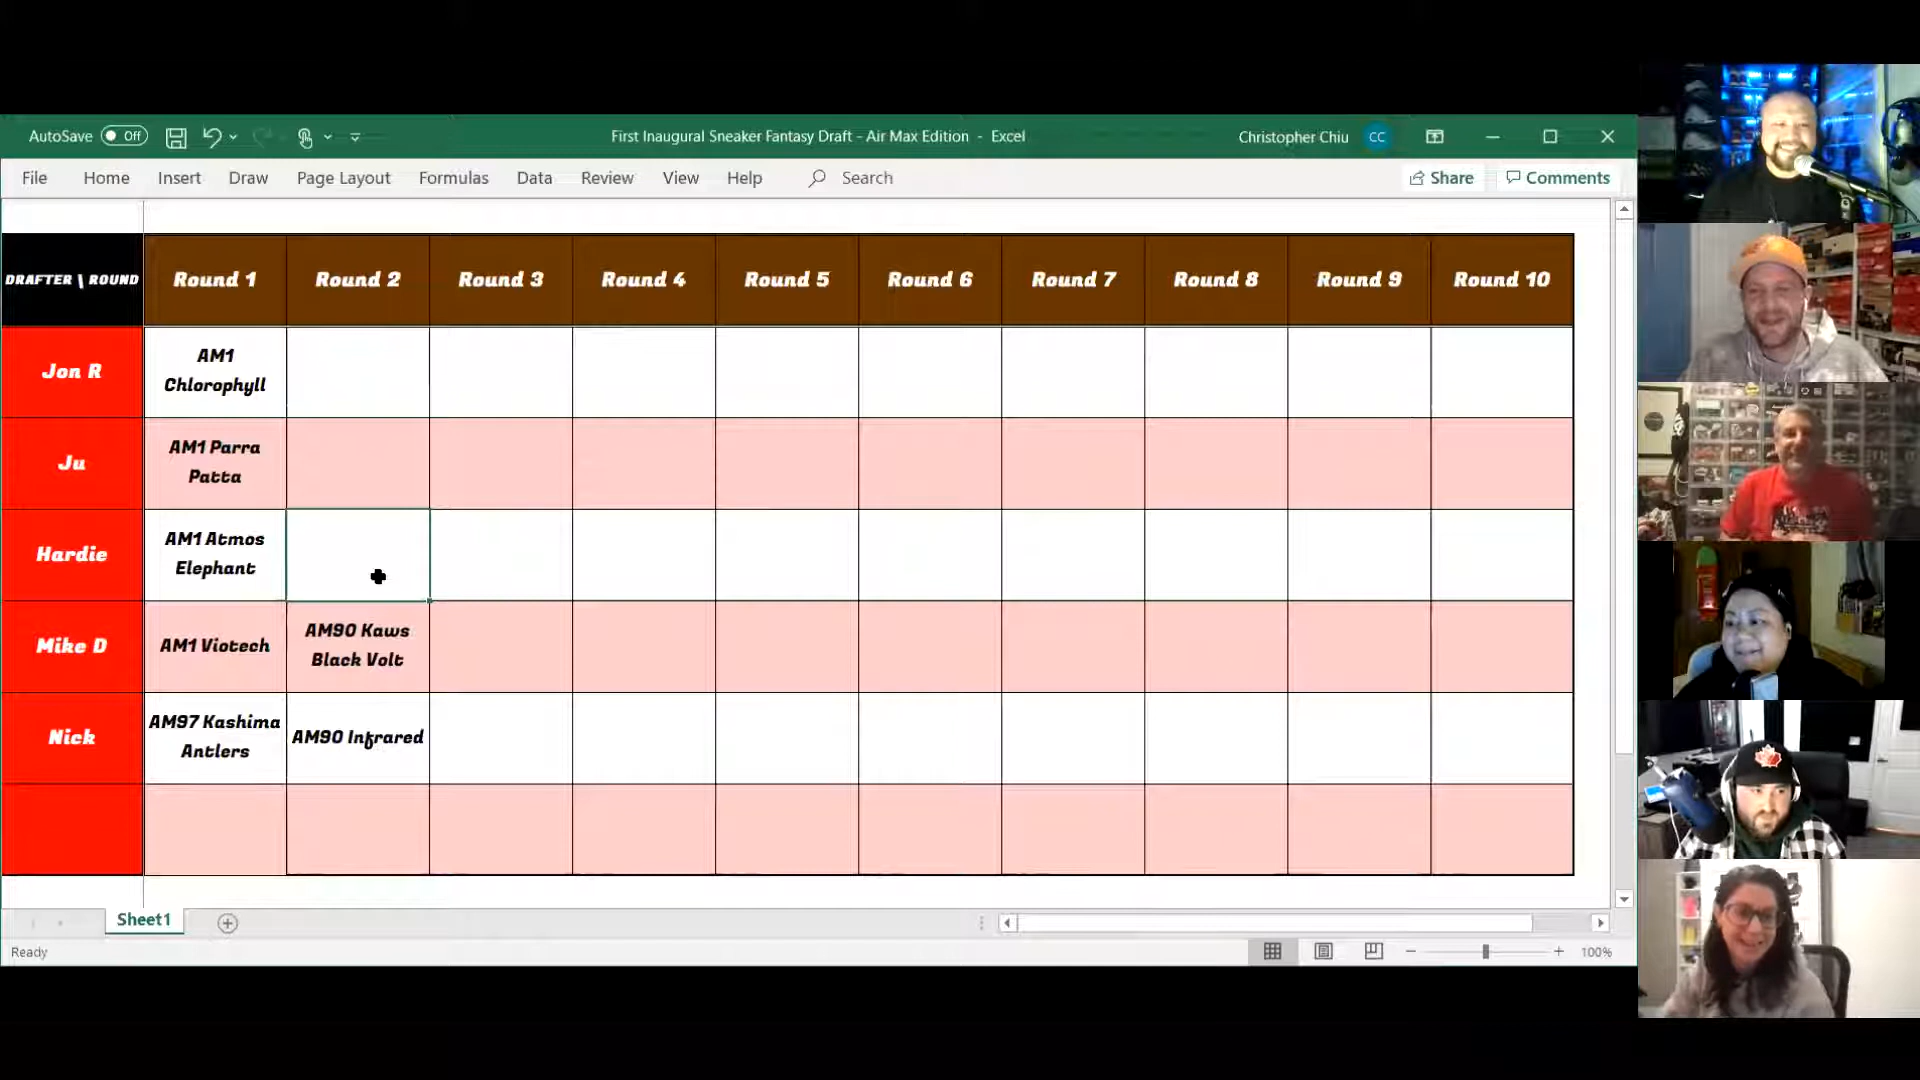 AutoSave Off
First Inaugural Sneaker Fantasy Draft - Air Max Edition - Excel
Christopher Chiu CC
File Home Insert Draw Page Layout Formulas Data Review View Help Search Share Comments
DRAFTER \ ROUND Round 1 Round 2 Round 3 Round 4 Round 5 Round 6 Round 7 Round 8 Round 9 Round 10
Jon R
AM1
Chlorophyll
Ju
AM1 Parra
Patta
Hardie
AM1 Atmos
Elephant
Mike D
AM1 Viotech
AM90 Kaws
Black Volt
Nick
AM97 Kashima
Antlers
AM90 Infrared
Sheet1
Ready
100%